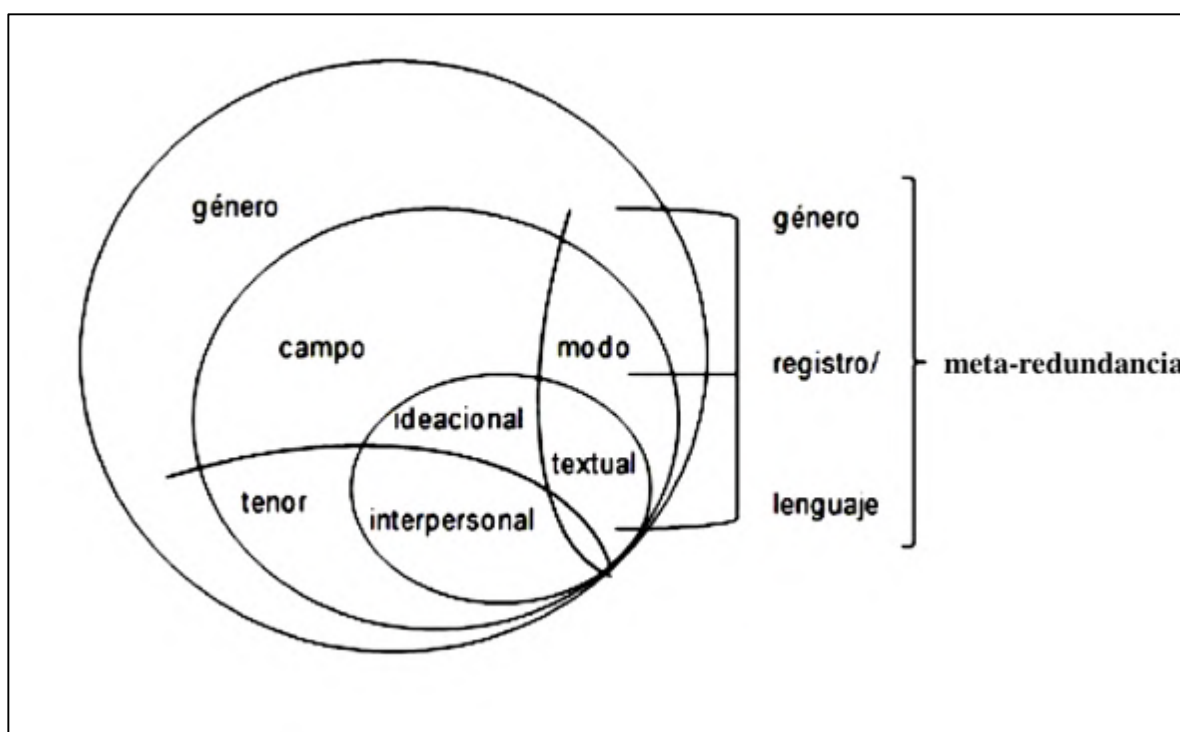 género
campo
modo
ideacional
textual
tenor
interpersonal
género
registro/
lenguaje
meta-redundancia